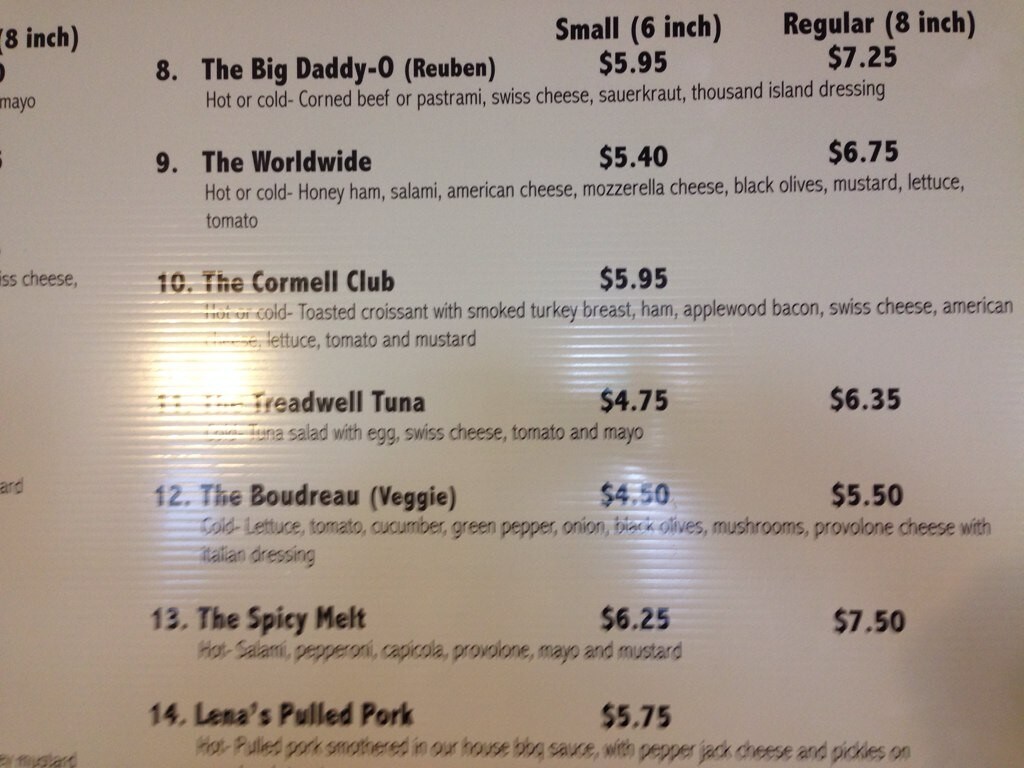 (8 inch)
mayo
iss cheese,
ard
mustard
Small (6 inch) Regular (8 inch)
8. The Big Daddy-O (Reuben) $5.95 $7.25
Hot or cold- Corned beef or pastrami, swiss cheese, sauerkraut, thousand island dressing
9. The Worldwide $5.40 $6.75
Hot or cold- Honey ham, salami, american cheese, mozzerella cheese, black olives, mustard, lettuce,
tomato
10. The Cormell Club $5.95
Hot or cold- Toasted croissant with smoked turkey breast, ham, applewood bacon, swiss cheese, american
cheese, lettuce, tomato and mustard
11. The Treadwell Tuna $4.75 $6.35
Cold- Tuna salad with egg, swiss cheese, tomato and mayo
12. The Boudreau (Veggie) $4.50 $5.50
Cold- Lettuce, tomato, cucumber, green pepper, onion, black olives, mushrooms, provolone cheese with
italian dressing
13. The Spicy Melt $6.25 $7.50
Hot- Salami, pepperoni, capicola, provolone, mayo and mustard
14. Lena's Pulled Pork $5.75
Hot- Pulled pork smothered in our house bbq sauce, with pepper jack cheese and pickles on